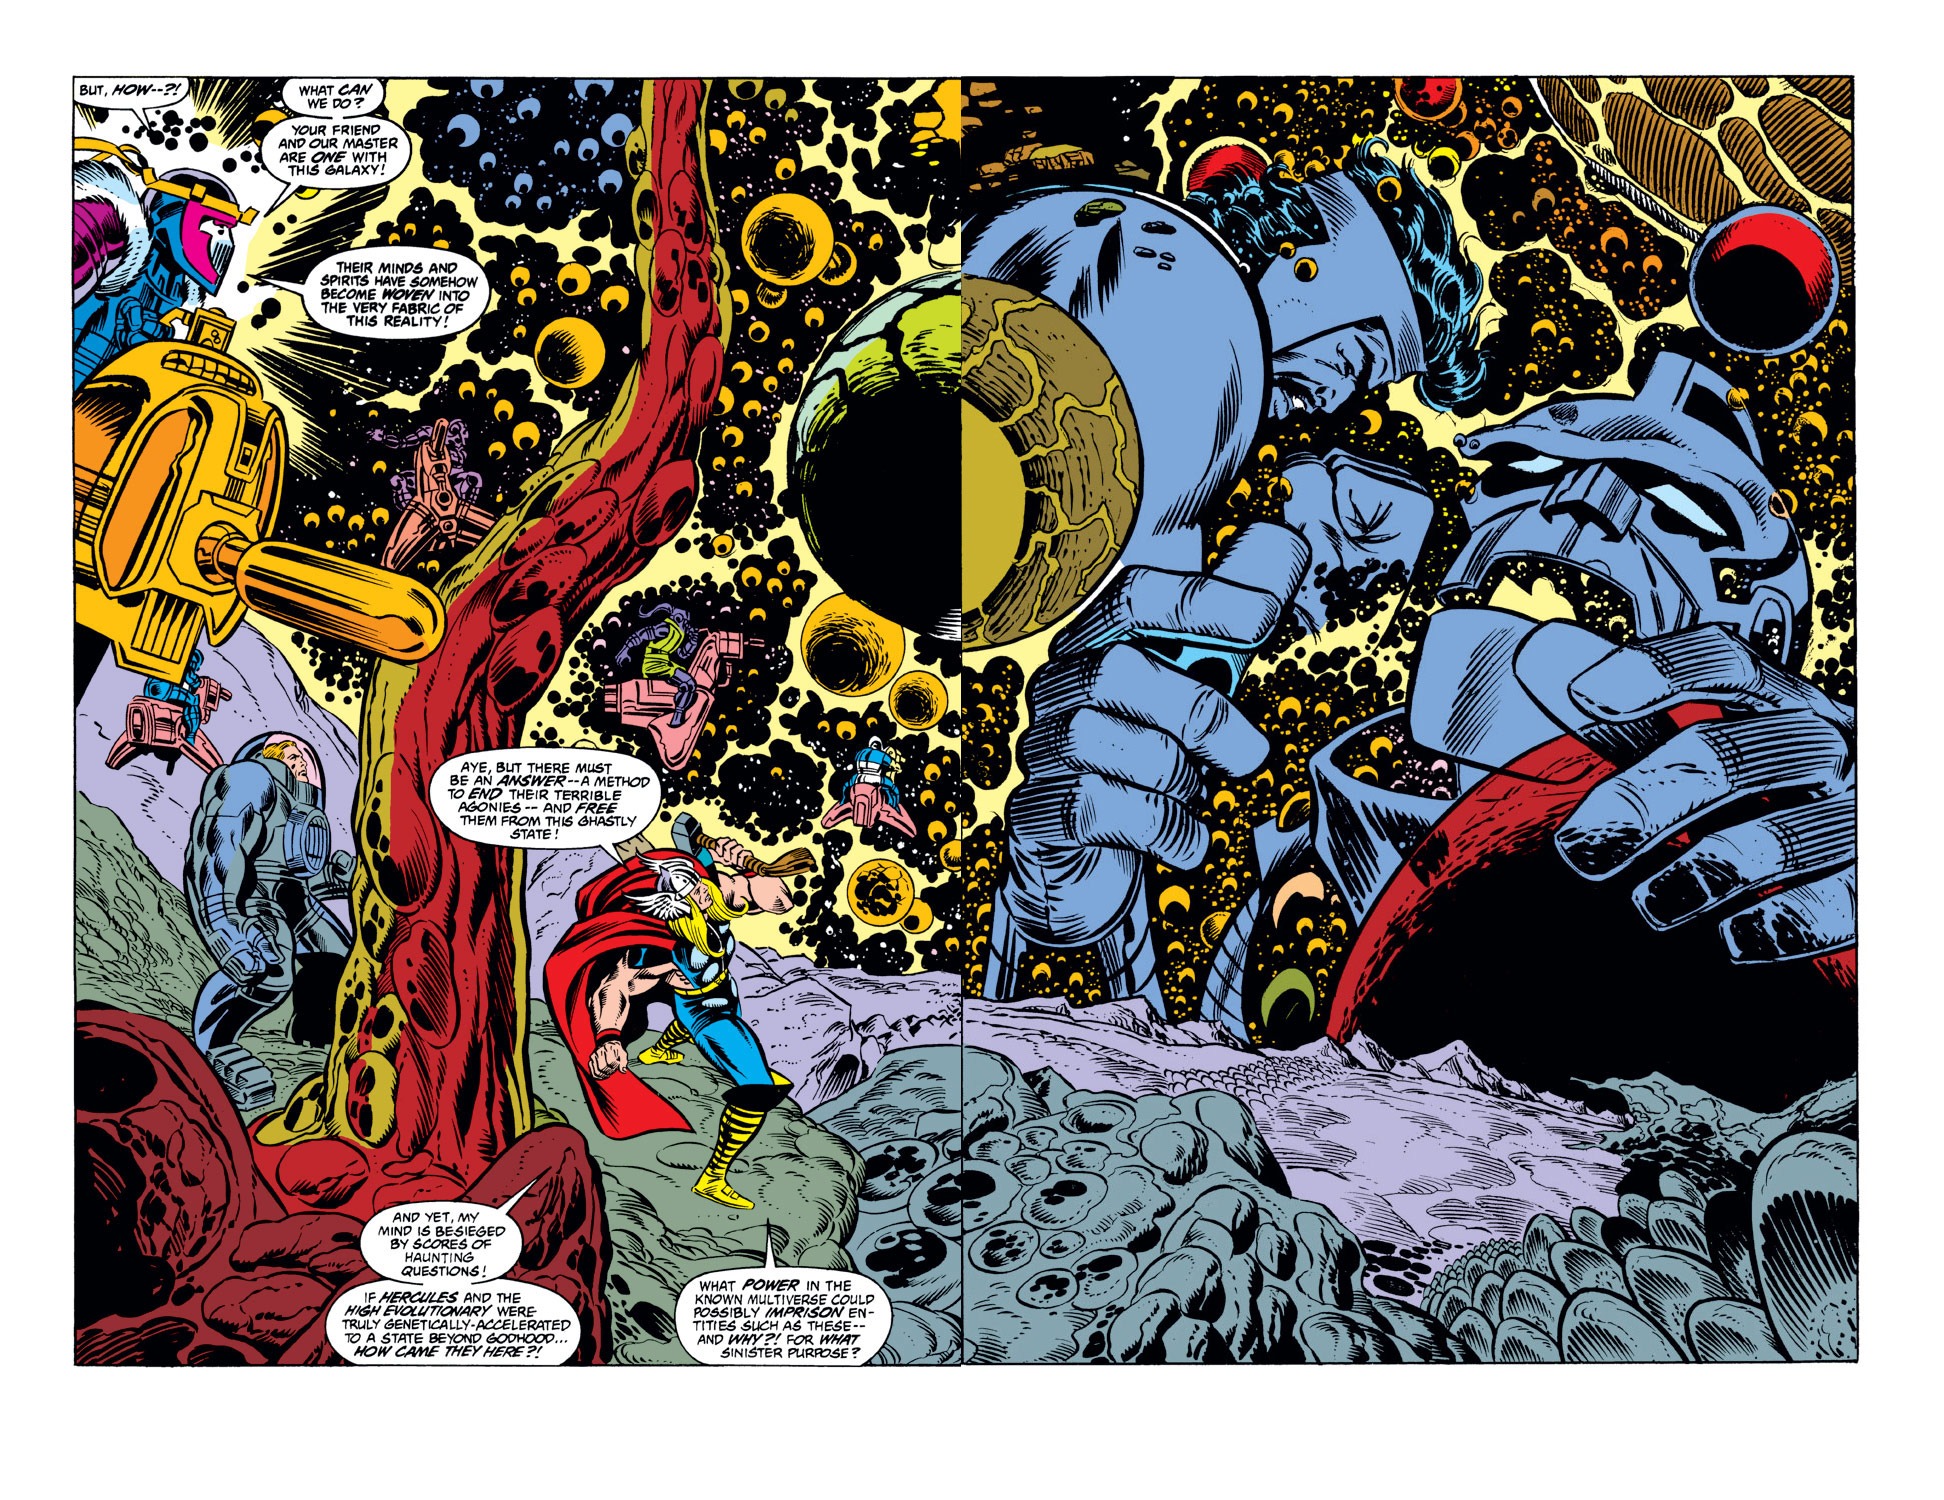 BUT, HOW--?!
WHAT CAN
WE DO?
YOUR FRIEND
AND OUR MASTER
ARE ONE WITH
THIS GALAXY!
THEIR MINDS AND
SPIRITS HAVE SOMEHOW
BECOME WOVEN INTO
THE VERY FABRIC OF
THIS REALITY!
AYE, BUT THERE MUST
BE AN ANSWER--A METHOD
TO END THEIR TERRIBLE
AGONIES -- AND FREE
THEM FROM THIS GHASTLY
STATE!
AND YET, MY
MIND IS BESIEGED
BY SCORES OF
HAUNTING
QUESTIONS!
IF HERCULES AND THE
HIGH EVOLUTIONARY WERE
TRULY GENETICALLY-ACCELERATED
TO A STATE BEYOND GODHOOD...
HOW CAME THEY HERE?!
WHAT POWER IN THE
KNOWN MULTIVERSE COULD
POSSIBLY IMPRISON EN-
TITIES SUCH AS THESE--
AND WHY?! FOR WHAT
SINISTER PURPOSE?